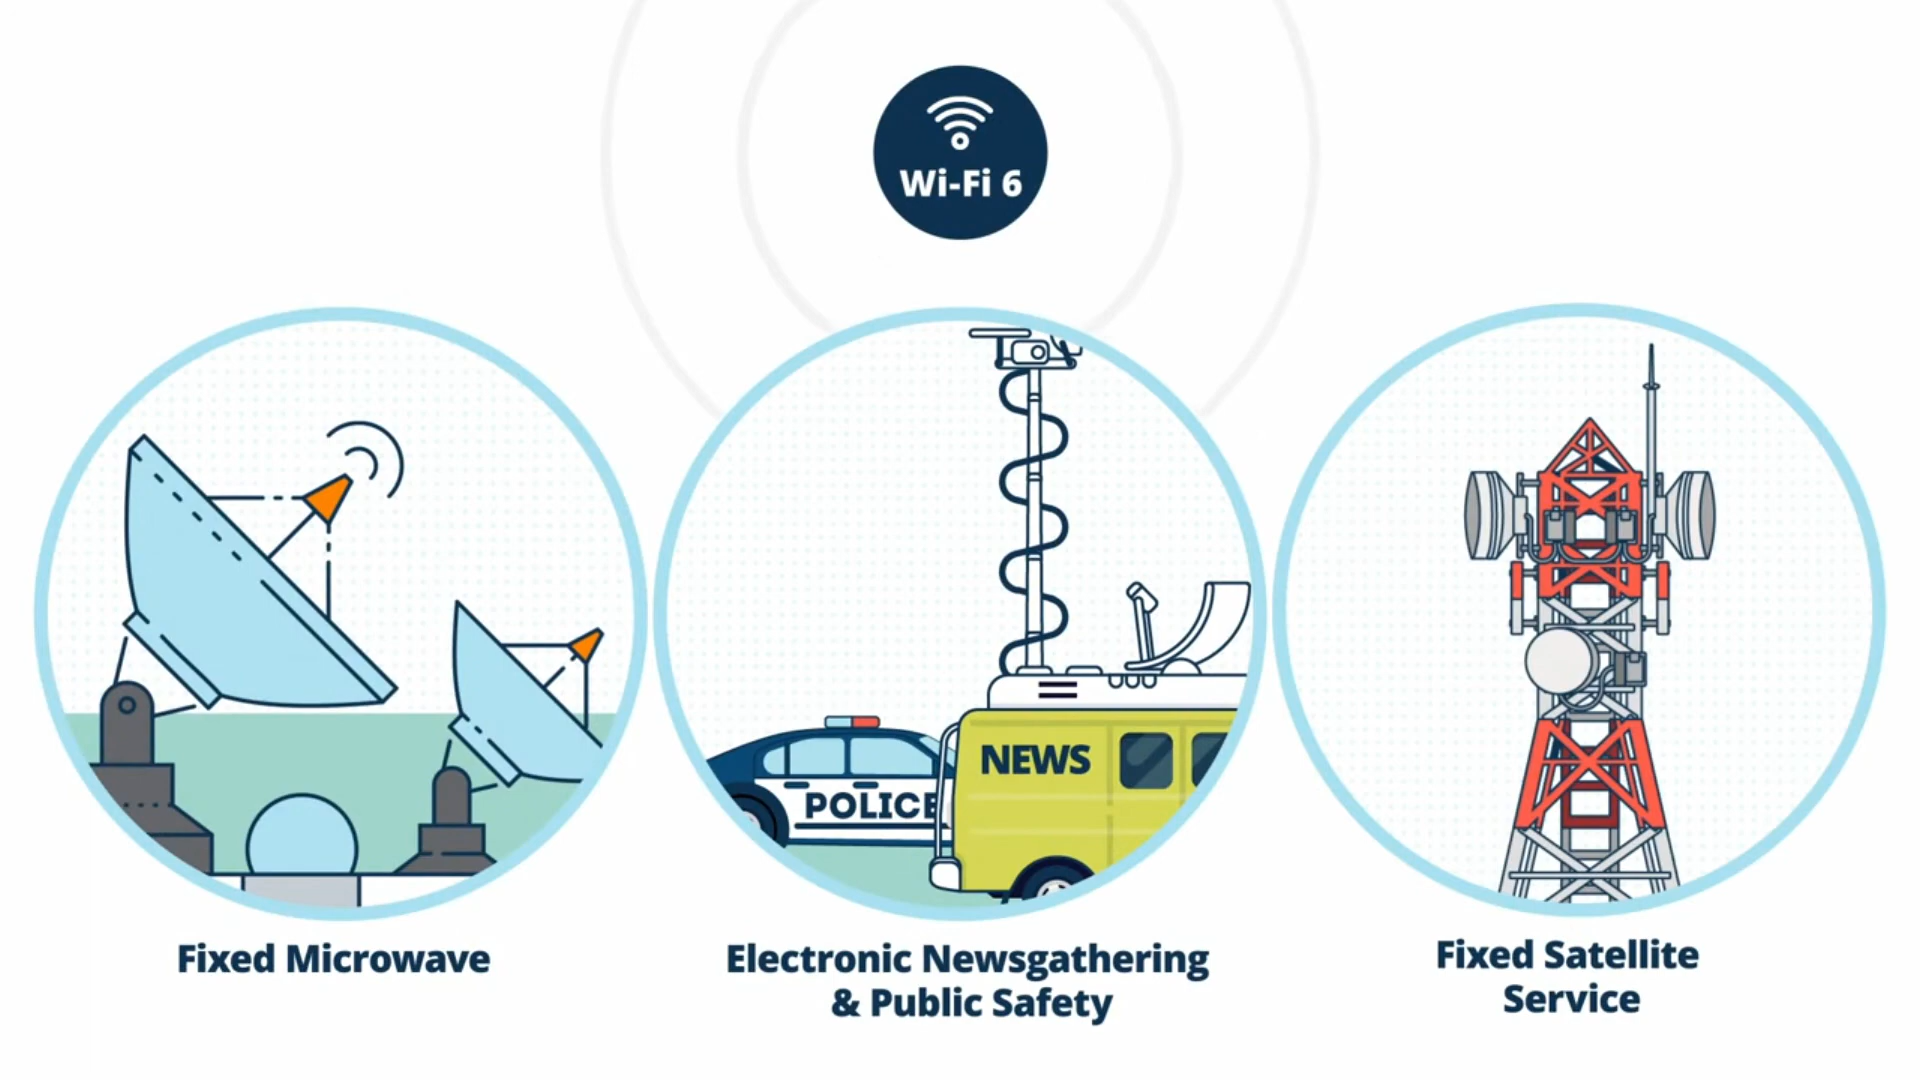 Wi-Fi 6
NEWS
POLICE
Fixed Microwave
Electronic Newsgathering
& Public Safety
Fixed Satellite
Service